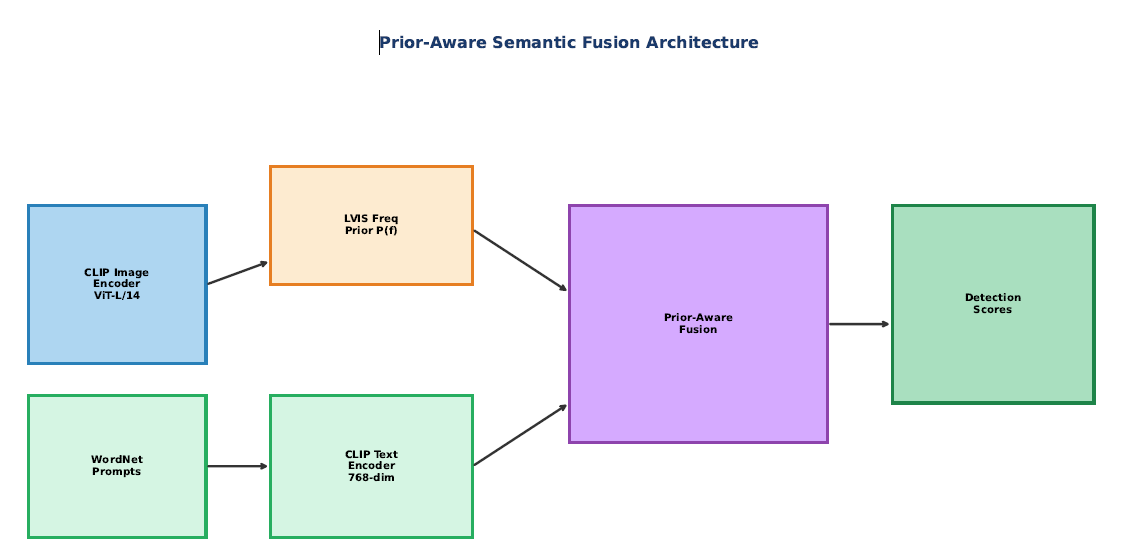 Prior-Aware Semantic Fusion Architecture
LVIS Freq
Prior P(f)
CLIP Image
Encoder
ViT-L/14
Prior-Aware
Fusion
Detection
Scores
WordNet
Prompts
CLIP Text
Encoder
768-dim